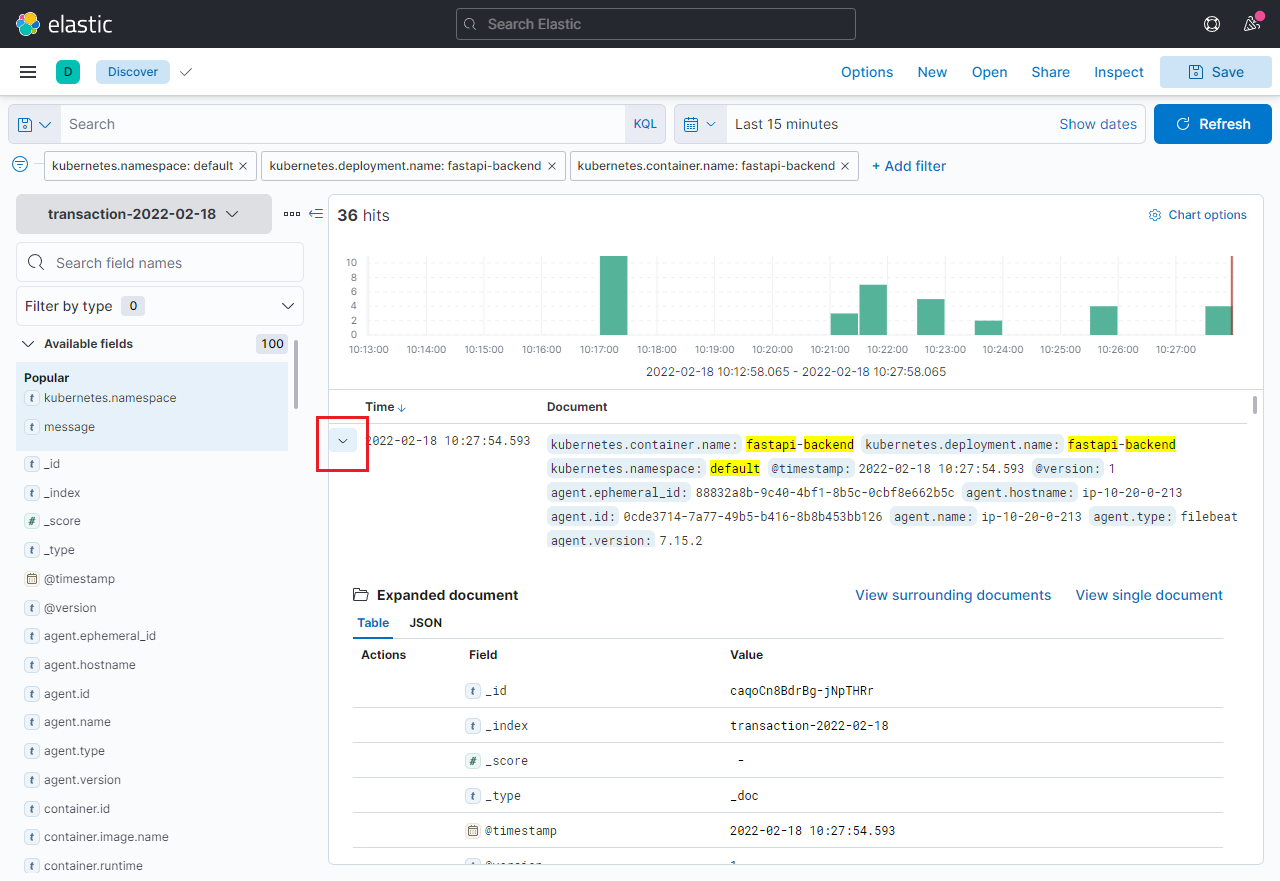 elastic
Search Elastic
D
Discover
Options
New
Open
Share
Inspect
Save
Search
KQL
Last 15 minutes
Show dates
Refresh
kubernetes.namespace: default
kubernetes.deployment.name: fastapi-backend
kubernetes.container.name: fastapi-backend
+ Add filter
transaction-2022-02-18
Search field names
Filter by type 0
Available fields 100
Popular
t kubernetes.namespace
t message
t _id
t _index
# _score
t _type
@timestamp
t @version
t agent.ephemeral_id
t agent.hostname
t agent.id
t agent.name
t agent.type
t agent.version
t container.id
t container.image.name
t container.runtime
36 hits
Chart options
10
8
6
4
2
0
10:13:00 10:14:00 10:15:00 10:16:00 10:17:00 10:18:00 10:19:00 10:20:00 10:21:00 10:22:00 10:23:00 10:24:00 10:25:00 10:26:00 10:27:00
2022-02-18 10:12:58.065 - 2022-02-18 10:27:58.065
Time Document
2022-02-18 10:27:54.593
kubernetes.container.name: fastapi-backend kubernetes.deployment.name: fastapi-backend
kubernetes.namespace: default @timestamp: 2022-02-18 10:27:54.593 @version: 1
agent.ephemeral_id: 88832a8b-9c40-4bf1-8b5c-0cbf8e662b5c agent.hostname: ip-10-20-0-213
agent.id: 0cde3714-7a77-49b5-b416-8b8b453bb126 agent.name: ip-10-20-0-213 agent.type: filebeat
agent.version: 7.15.2
Expanded document
View surrounding documents
View single document
Table JSON
Actions Field Value
t _id caqoCn8BdrBg-jNpTHRr
t _index transaction-2022-02-18
# _score -
t _type _doc
@timestamp 2022-02-18 10:27:54.593